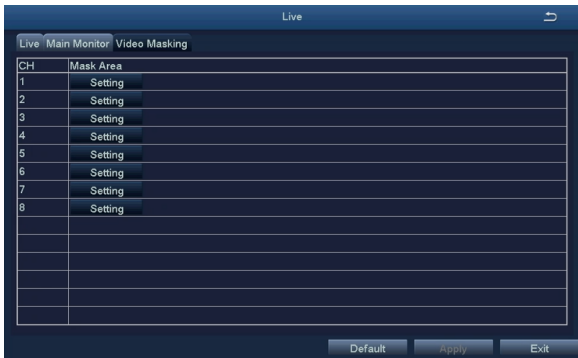 Live
Live Main Monitor Video Masking
CH Mask Area
1 Setting
2 Setting
3 Setting
4 Setting
5 Setting
6 Setting
7 Setting
8 Setting
Default Apply Exit